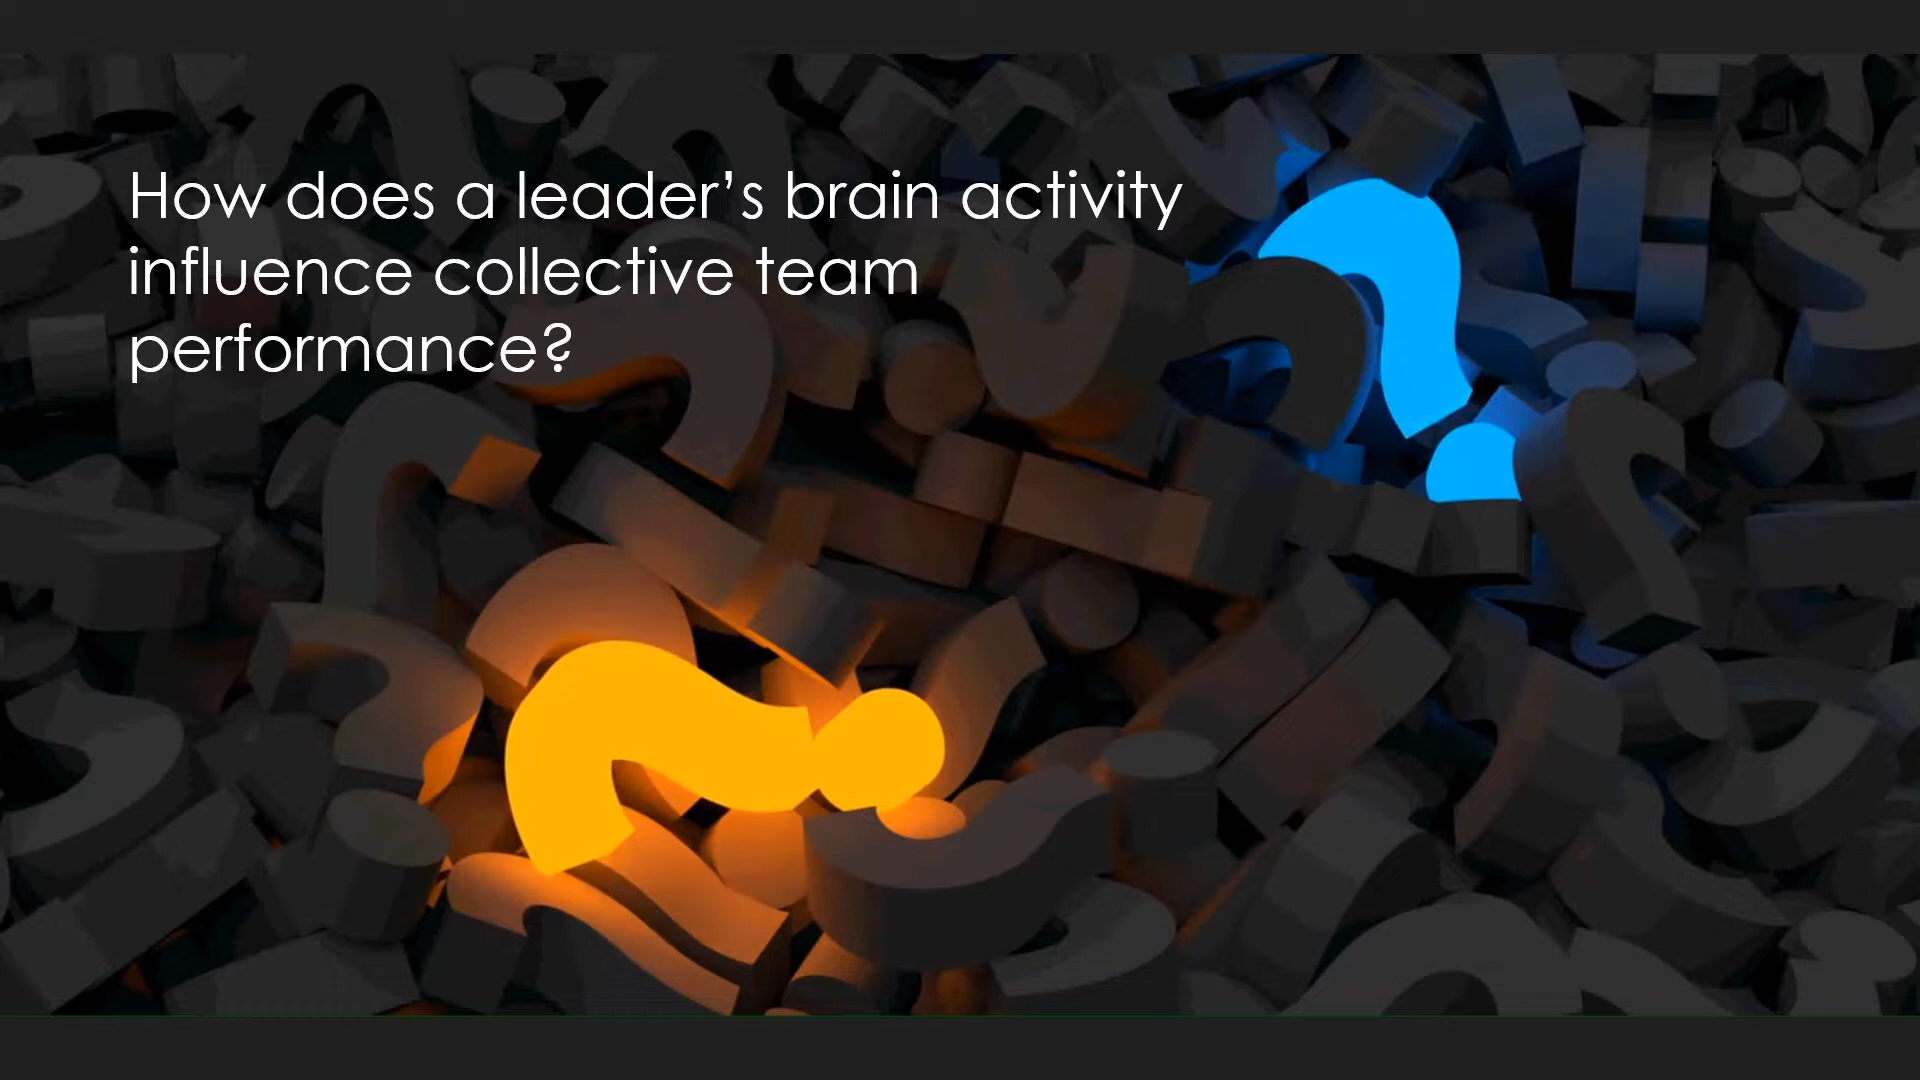 How does a leader’s brain activity
influence collective team
performance?